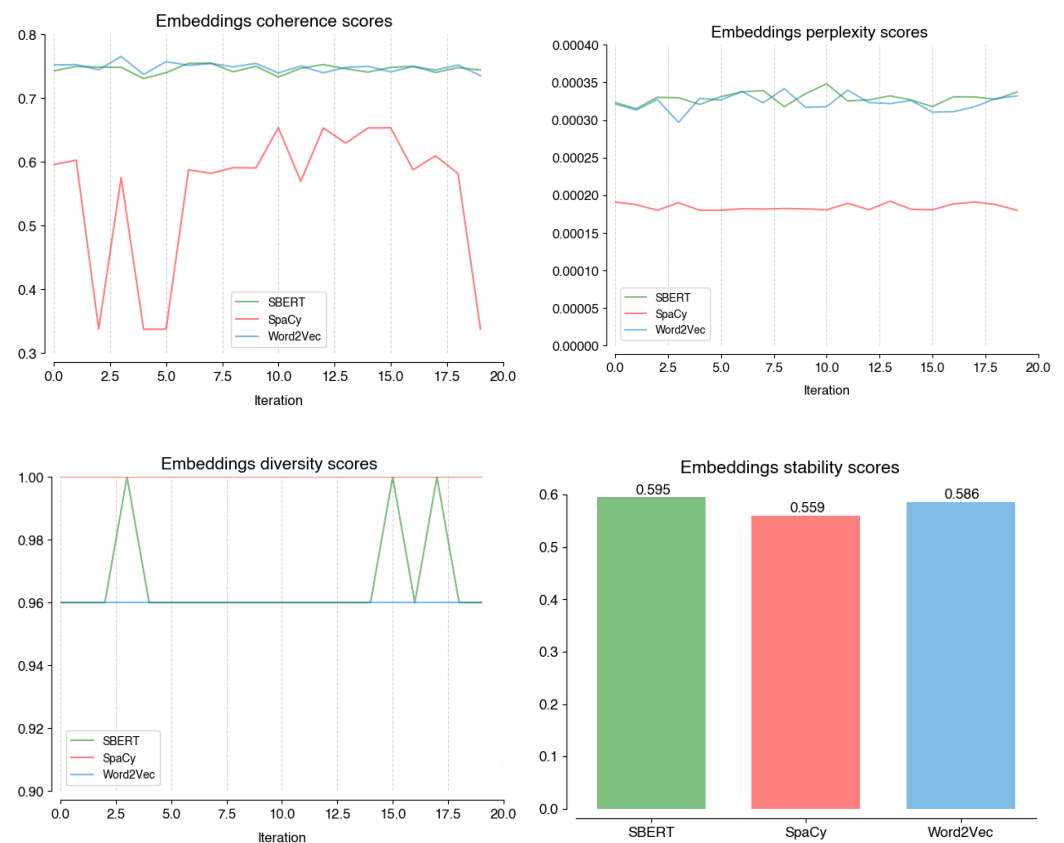 Embeddings coherence scores
0.8
0.7
0.6
0.5
0.4
0.3
SBERT
SpaCy
Word2Vec
0.0 2.5 5.0 7.5 10.0 12.5 15.0 17.5 20.0
Iteration
Embeddings perplexity scores
0.00040
0.00035
0.00030
0.00025
0.00020
0.00015
0.00010
0.00005
0.00000
SBERT
SpaCy
Word2Vec
0.0 2.5 5.0 7.5 10.0 12.5 15.0 17.5 20.0
Iteration
Embeddings diversity scores
1.00
0.98
0.96
0.94
0.92
0.90
SBERT
SpaCy
Word2Vec
0.0 2.5 5.0 7.5 10.0 12.5 15.0 17.5 20.0
Iteration
Embeddings stability scores
0.6
0.5
0.4
0.3
0.2
0.1
0.0
0.595 0.559 0.586
SBERT SpaCy Word2Vec